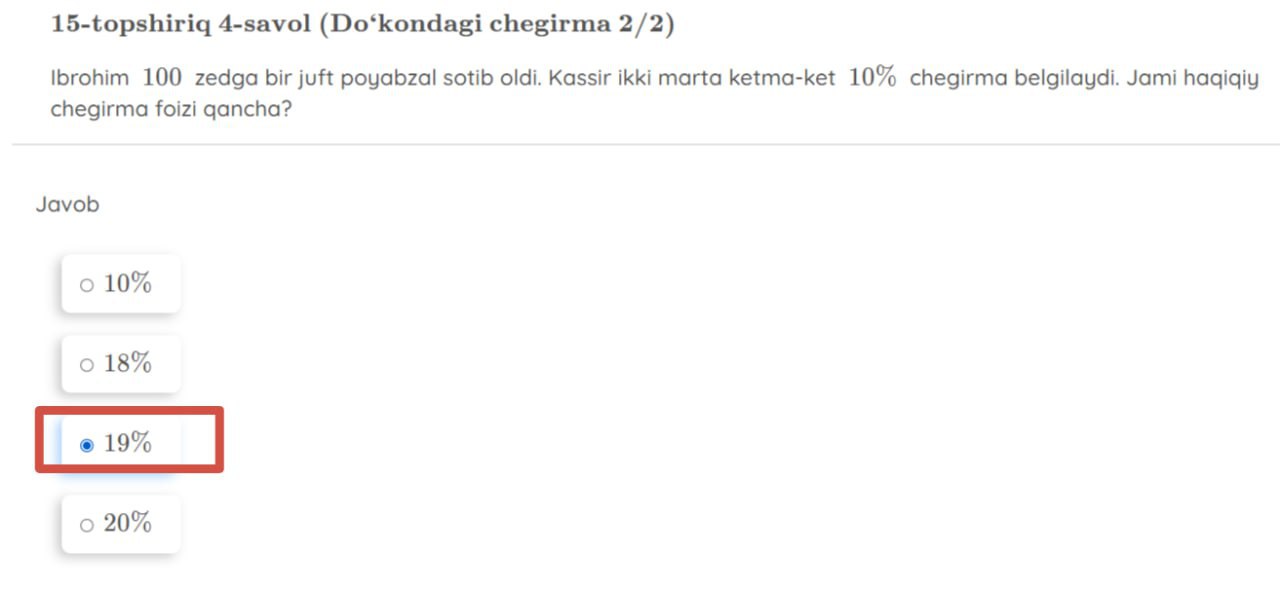 15-topshiriq 4-savol (Do‘kondagi chegirma 2/2)
Ibrohim 100 zedga bir juft poyabzal sotib oldi. Kassir ikki marta ketma-ket 10% chegirma belgilaydi. Jami haqiqiy
chegirma foizi qancha?
Javob
10%
18%
19%
20%